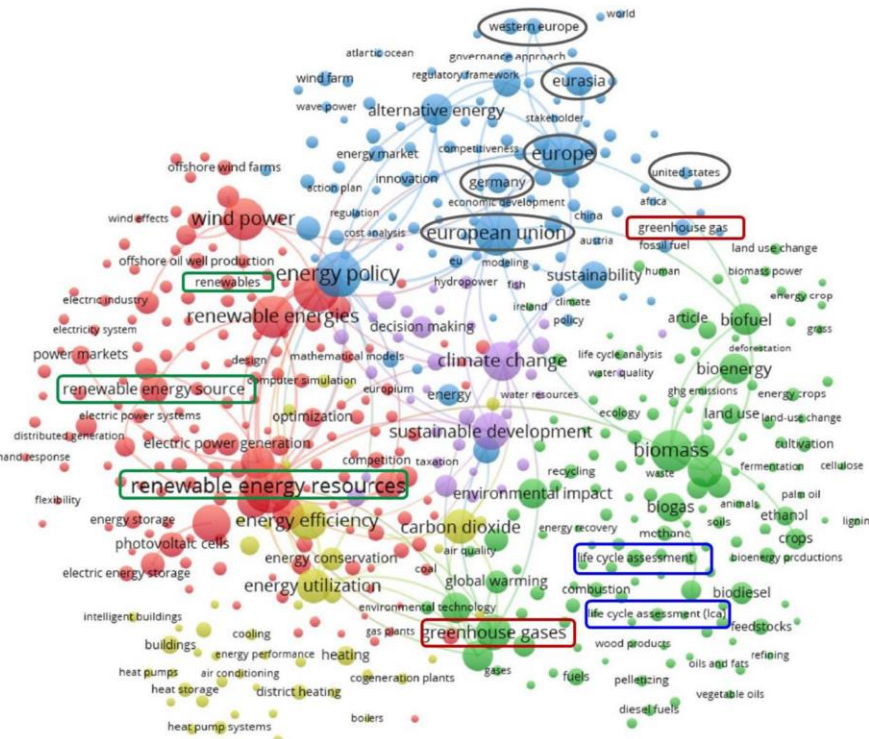 world
western europe
atlartic ocean
governance approach
wind farm
regulatory framework
eurasia
wave power
alternative energy
stakeholder
energy market
competitiveness
europe
offshore wind farms
innovation
germany
united states
action plan
economic development
africa
wind effects
wind power
regulation
china
greenhouse gas
cost analysis
european union
austria
fossil fuel
land use change
offshore oil well production
eu
modeling
human
biomass power
energy policy
hydropower
fish
sustainability
renewables
climate
energy crop
electric industry
ireland
renewable energies
decision making
policy
article
biofuel
grass
electricity system
deforestation
power markets
design
mathematical models
climate change
life cycle analysis
bioenergy
water quality
computer simulation
ghg emissions
renewable energy source
europium
energy
water resources
energy crops
electric power systems
optimization
ecology
land use
land-use change
distributed generation
sustainable development
electric power generation
cultivation
hand response
biomass
competition
taxation
recycling
waste
fermentation
cellulose
renewable energy resources
environmental impact
palm oil
flexibility
biogas
animals
energy storage
energy efficiency
carbon dioxide
energy recovery
soils
ethanol
lignin
methane
crops
photovoltaic cells
air quality
energy conservation
life cycle assessment
bioenergy productions
electric energy storage
coal
energy utilization
global warming
combustion
biodiesel
environmental technology
intelligent buildings
life cycle assessment (lca)
cooling
gas plants
greenhouse gases
feedstocks
buildings
wood products
energy performance
heating
refining
heat pumps
air conditioning
gases
oils and fats
cogeneration plants
fuels
pelletizing
heat storage
district heating
vegetable oils
diesel fuels
boilers
heat pump systems